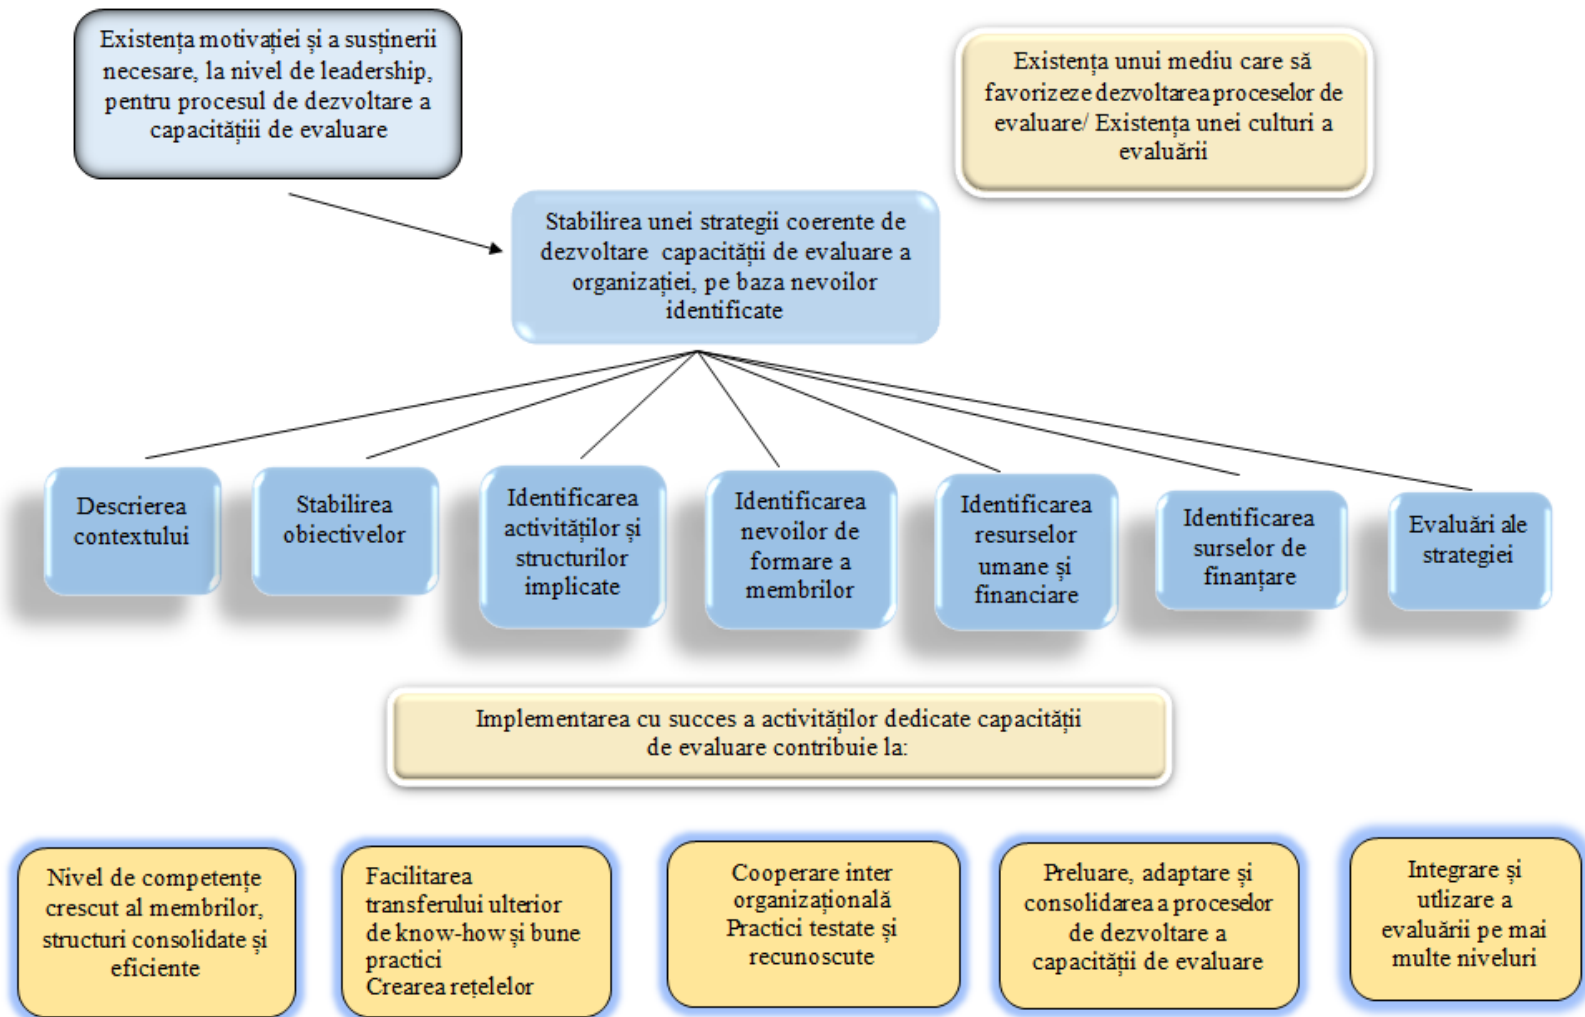 Existența motivației și a susținerii
necesare, la nivel de leadership,
pentru procesul de dezvoltare a
capacitățiii de evaluare
Existența unui mediu care să
favorizeze dezvoltarea proceselor de
evaluare/ Existența unei culturi a
evaluării
Stabilirea unei strategii coerente de
dezvoltare capacității de evaluare a
organizației, pe baza nevoilor
identificate
Descrierea
contextului
Stabilirea
obiectivelor
Identificarea
activităților și
structurilor
implicate
Identificarea
nevoilor de
formare a
membrilor
Identificarea
resurselor
umane și
financiare
Identificarea
surselor de
finanțare
Evaluări ale
strategiei
Implementarea cu succes a activităților dedicate capacității
de evaluare contribuie la:
Nivel de competențe
crescut al membrilor,
structuri consolidate și
eficiente
Facilitarea
transferului ulterior
de know-how și bune
practici
Crearea rețelelor
Cooperare inter
organizațională
Practici testate și
recunoscute
Preluare, adaptare și
consolidarea a proceselor
de dezvoltare a
capacității de evaluare
Integrare și
utlizare a
evaluării pe mai
multe niveluri